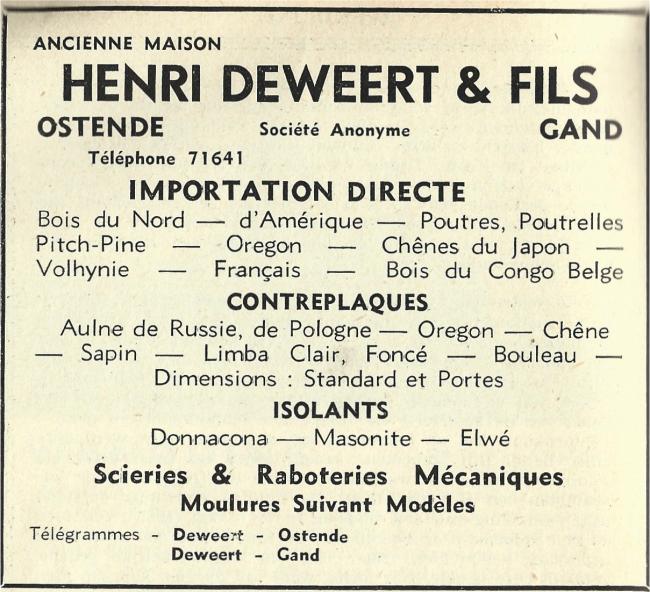 ANCIENNE MAISON
HENRI DEWEERT & FILS
OSTENDE Société Anonyme GAND
Téléphone 71641
IMPORTATION DIRECTE
Bois du Nord — d'Amérique — Poutres, Poutrelles
Pitch-Pine — Oregon — Chênes du Japon —
Volhynie — Français — Bois du Congo Belge
CONTREPLAQUES
Aulne de Russie, de Pologne — Oregon — Chêne
— Sapin — Limba Clair, Foncé — Bouleau —
Dimensions : Standard et Portes
ISOLANTS
Donnacona — Masonite — Elwé
Scieries & Raboteries Mécaniques
Moulures Suivant Modèles
Télégrammes - Deweert - Ostende
Deweert - Gand